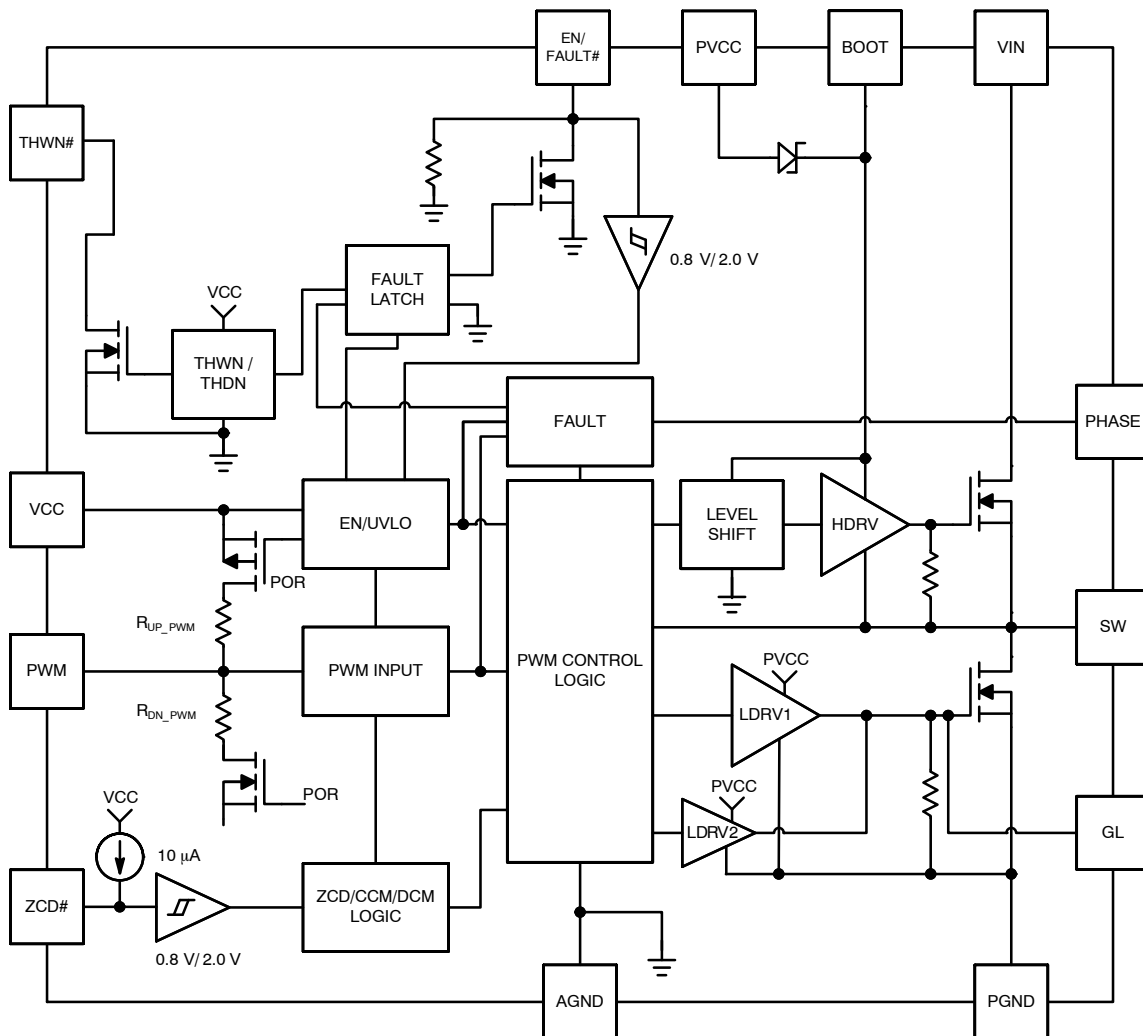 EN/
FAULT#
PVCC
BOOT
VIN
THWN#
0.8 V/2.0 V
FAULT
LATCH
VCC
THWN /
THDN
FAULT
PHASE
VCC
EN/UVLO
LEVEL
SHIFT
HDRV
POR
RUP_PWM
PWM
PWM INPUT
PWM CONTROL
LOGIC
SW
PVCC
RDN_PWM
LDRV1
POR
VCC
PVCC
LDRV2
GL
10 μA
ZCD#
ZCD/CCM/DCM
LOGIC
0.8 V/2.0 V
AGND
PGND